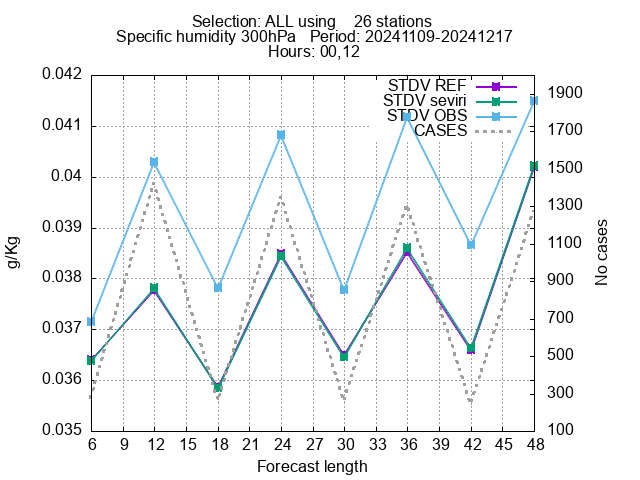 Selection: ALL using    26 stations
Specific humidity 300hPa   Period: 20241109-20241217
Hours: 00,12
STDV REF
STDV seviri
STDV OBS
CASES
0.042
0.041
0.04
0.039
0.038
0.037
0.036
0.035
g/Kg
1900
1700
1500
1300
1100
900
700
500
300
100
No cases
6 9 12 15 18 21 24 27 30 33 36 39 42 45 48
Forecast length